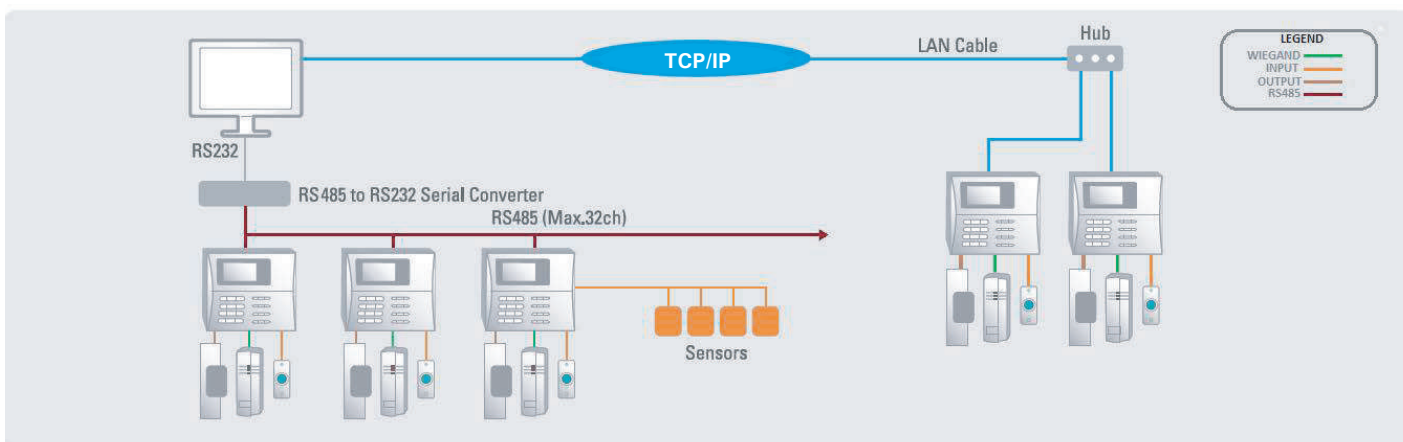 TCP/IP
LAN Cable
Hub
LEGEND
WIEGAND
INPUT
OUTPUT
RS485
RS232
RS485 to RS232 Serial Converter
RS485 (Max.32ch)
Sensors